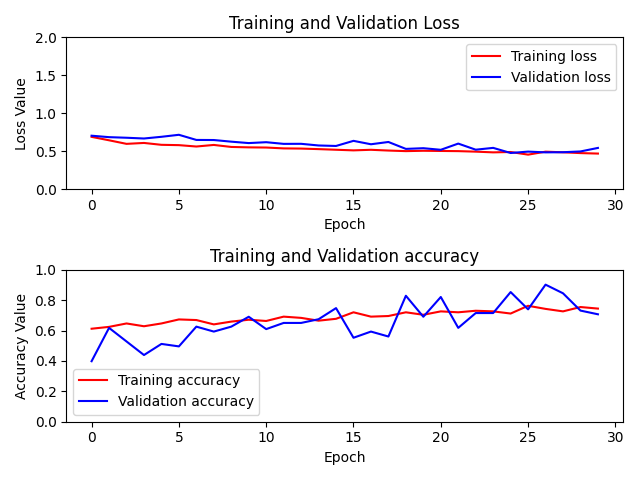 Training and Validation Loss
2.0
1.5
1.0
0.5
0.0
Loss Value
Training loss
Validation loss
0 5 10 15 20 25 30
Epoch
Training and Validation accuracy
1.0
0.8
0.6
0.4
0.2
0.0
Accuracy Value
Training accuracy
Validation accuracy
0 5 10 15 20 25 30
Epoch